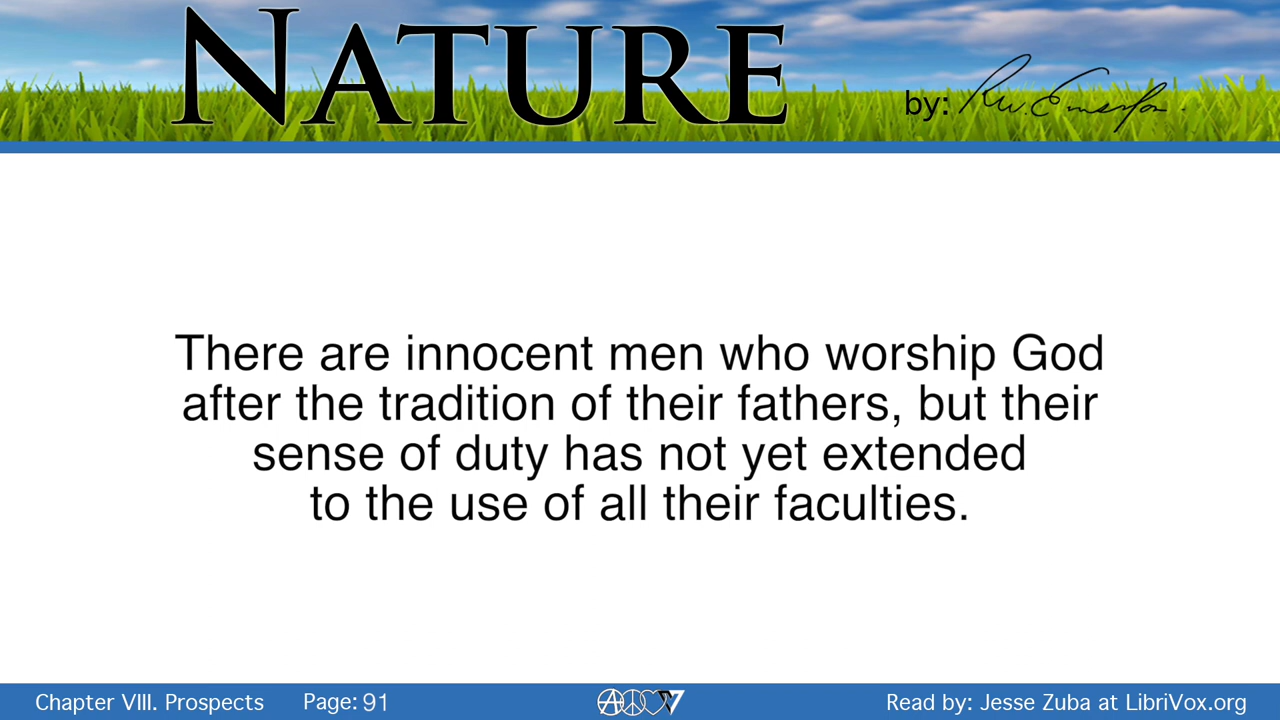 NATURE
by: R.W. Emerson.
There are innocent men who worship God
after the tradition of their fathers, but their
sense of duty has not yet extended
to the use of all their faculties.
Chapter VIII. Prospects Page: 91 Read by: Jesse Zuba at LibriVox.org